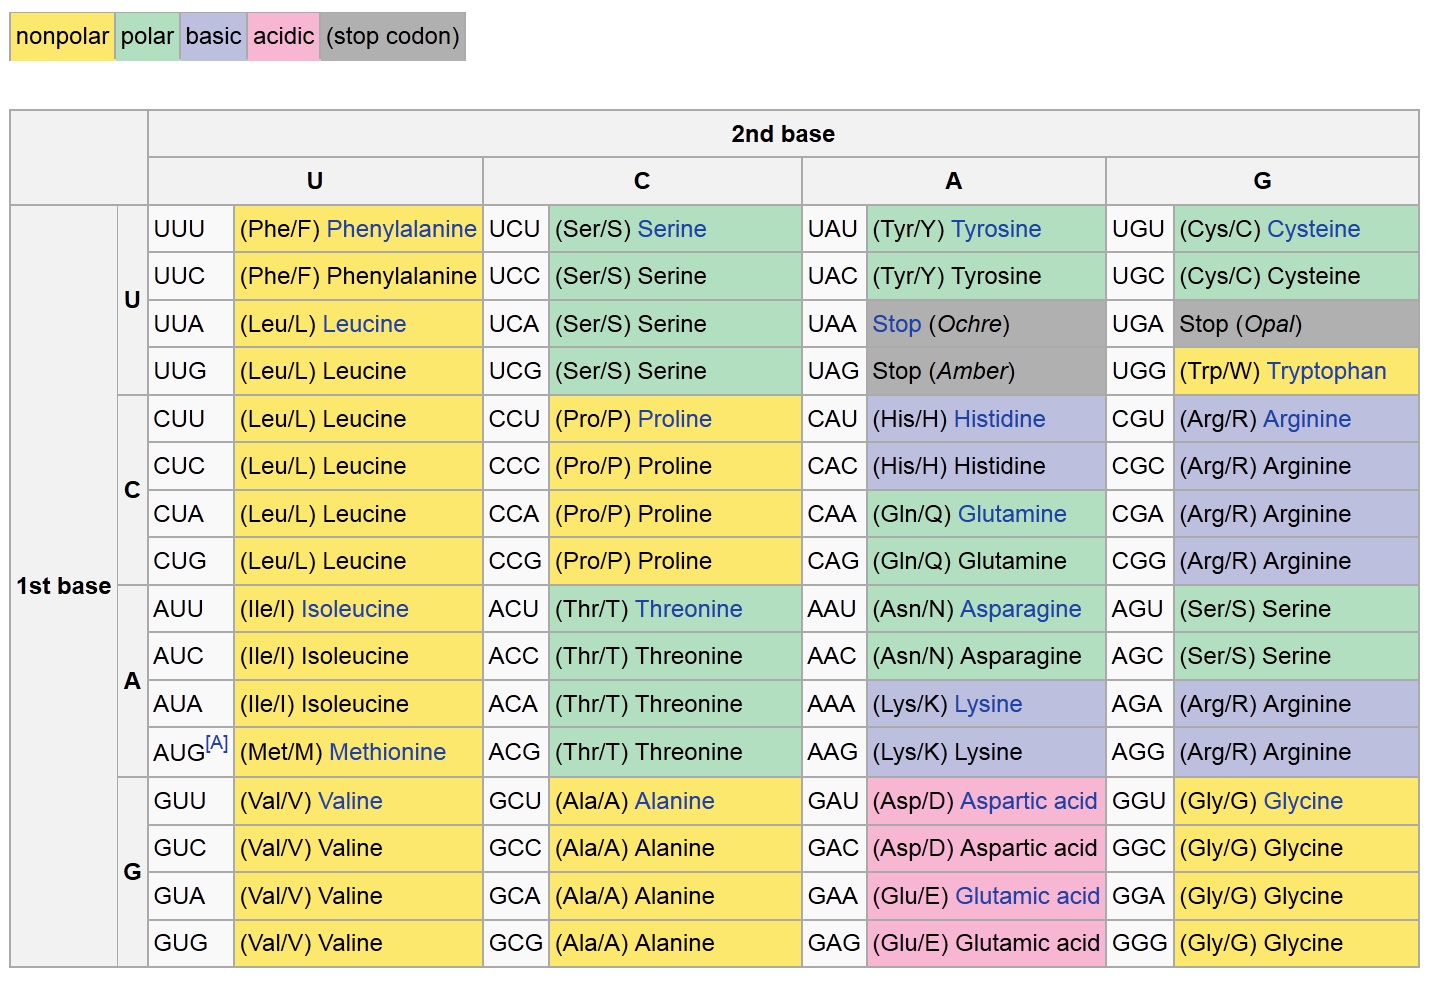 nonpolar polar basic acidic (stop codon)
2nd base
U C A G
1st base
U
UUU (Phe/F) Phenylalanine UCU (Ser/S) Serine UAU (Tyr/Y) Tyrosine UGU (Cys/C) Cysteine
UUC (Phe/F) Phenylalanine UCC (Ser/S) Serine UAC (Tyr/Y) Tyrosine UGC (Cys/C) Cysteine
UUA (Leu/L) Leucine UCA (Ser/S) Serine UAA Stop (Ochre) UGA Stop (Opal)
UUG (Leu/L) Leucine UCG (Ser/S) Serine UAG Stop (Amber) UGG (Trp/W) Tryptophan
C
CUU (Leu/L) Leucine CCU (Pro/P) Proline CAU (His/H) Histidine CGU (Arg/R) Arginine
CUC (Leu/L) Leucine CCC (Pro/P) Proline CAC (His/H) Histidine CGC (Arg/R) Arginine
CUA (Leu/L) Leucine CCA (Pro/P) Proline CAA (Gln/Q) Glutamine CGA (Arg/R) Arginine
CUG (Leu/L) Leucine CCG (Pro/P) Proline CAG (Gln/Q) Glutamine CGG (Arg/R) Arginine
A
AUU (Ile/I) Isoleucine ACU (Thr/T) Threonine AAU (Asn/N) Asparagine AGU (Ser/S) Serine
AUC (Ile/I) Isoleucine ACC (Thr/T) Threonine AAC (Asn/N) Asparagine AGC (Ser/S) Serine
AUA (Ile/I) Isoleucine ACA (Thr/T) Threonine AAA (Lys/K) Lysine AGA (Arg/R) Arginine
AUG[A] (Met/M) Methionine ACG (Thr/T) Threonine AAG (Lys/K) Lysine AGG (Arg/R) Arginine
G
GUU (Val/V) Valine GCU (Ala/A) Alanine GAU (Asp/D) Aspartic acid GGU (Gly/G) Glycine
GUC (Val/V) Valine GCC (Ala/A) Alanine GAC (Asp/D) Aspartic acid GGC (Gly/G) Glycine
GUA (Val/V) Valine GCA (Ala/A) Alanine GAA (Glu/E) Glutamic acid GGA (Gly/G) Glycine
GUG (Val/V) Valine GCG (Ala/A) Alanine GAG (Glu/E) Glutamic acid GGG (Gly/G) Glycine